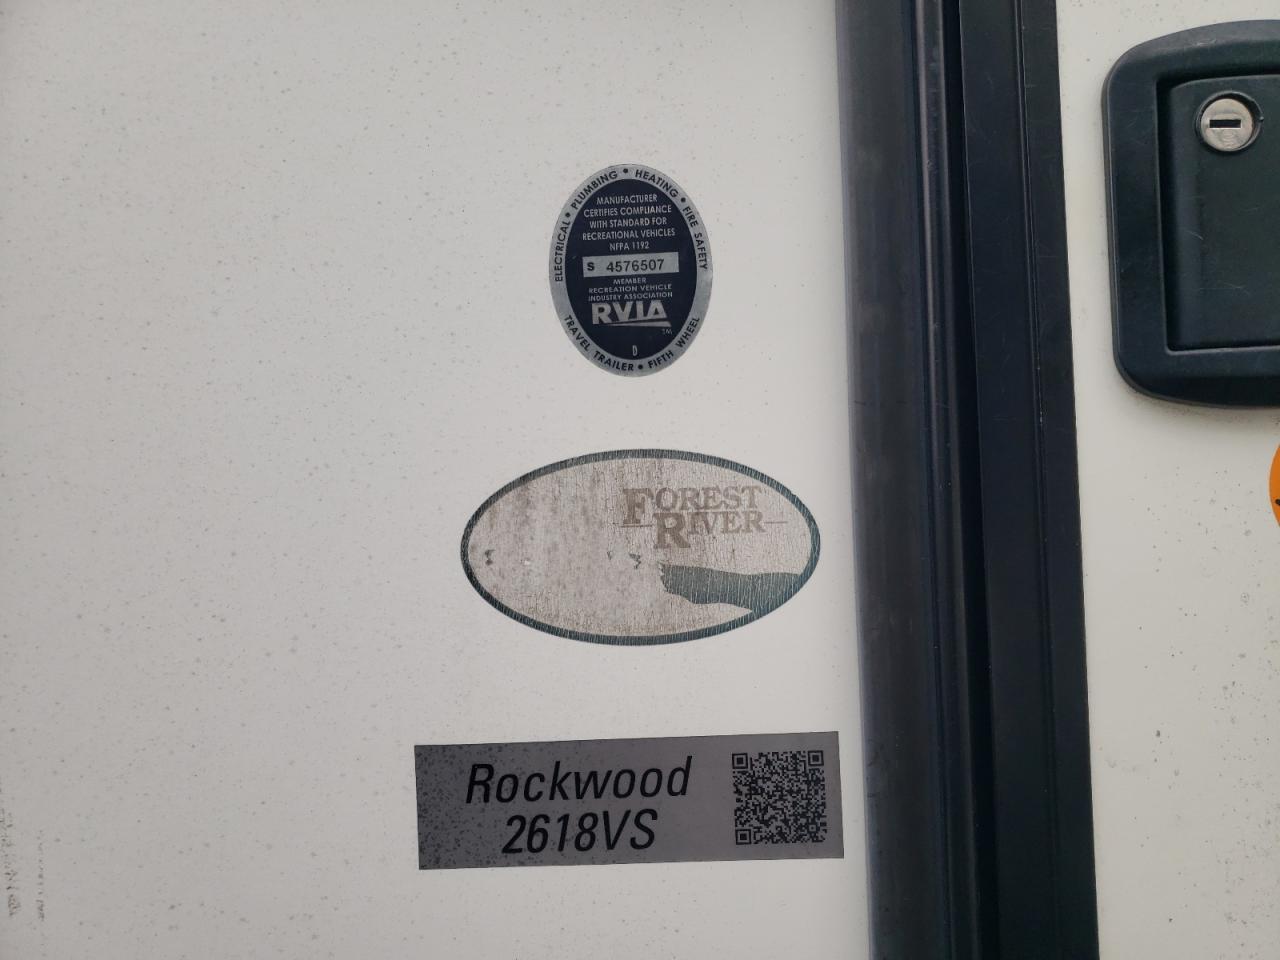 ELECTRICAL • PLUMBING • HEATING • FIRE SAFETY
MANUFACTURER
CERTIFIES COMPLIANCE
WITH STANDARD FOR
RECREATIONAL VEHICLES
NFPA 1192
S 4576507
MEMBER
RECREATION VEHICLE
INDUSTRY ASSOCIATION
RVIA
TM
D
TRAVEL TRAILER • FIFTH WHEEL
FOREST
RIVER
Rockwood
2618VS